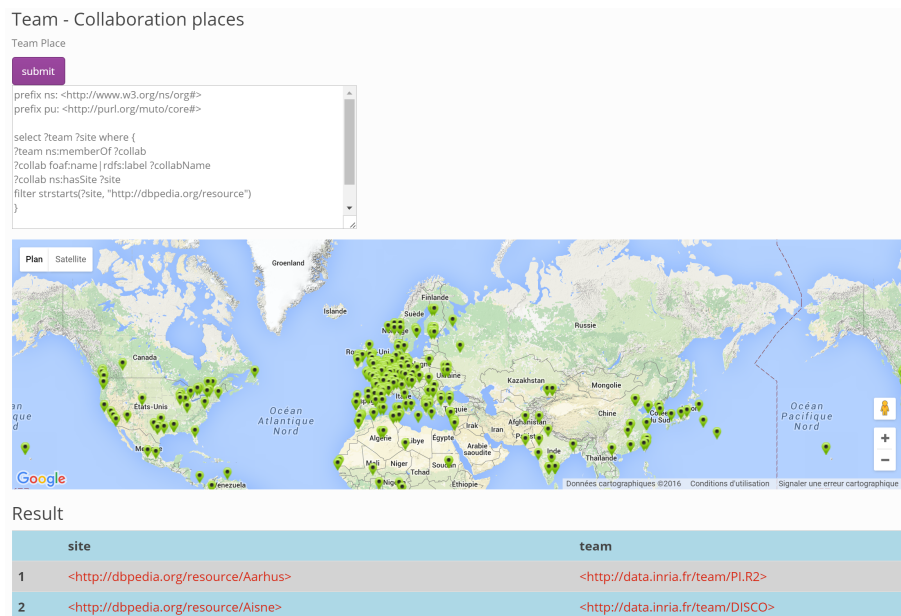 Team - Collaboration places
Team Place
submit
prefix ns: <http://www.w3.org/ns/org#>
prefix pu: <http://purl.org/muto/core#>
select ?team ?site where {
?team ns:memberOf ?collab
?collab foaf:name|rdfs:label ?collabName
?collab ns:hasSite ?site
filter strstarts(?site, "http://dbpedia.org/resource")
}
Plan Satellite
Groenland
Islande
Finlande
Suède
Russie
Canada
Ukraine
Kazakhstan
Mongolie
États-Unis
Océan
Atlantique
Nord
Chine
Océan
Pacifique
Nord
Afghanistan
Irak
Iran
Algérie
Libye
Égypte
Arabie
saoudite
Inde
Thaïlande
Mali
Niger
Tchad
Soudan
Éthiopie
Venezuela
Google
Données cartographiques ©2016 Conditions d'utilisation Signaler une erreur cartographique
Result
site team
1 <http://dbpedia.org/resource/Aarhus> <http://data.inria.fr/team/PI.R2>
2 <http://dbpedia.org/resource/Aisne> <http://data.inria.fr/team/DISCO>